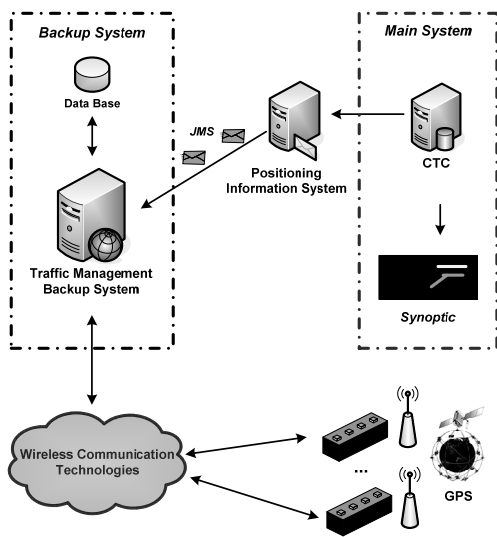 Backup System
Main System
Data Base
JMS
Positioning
Information System
CTC
Traffic Management
Backup System
Synoptic
Wireless Communication
Technologies
...
GPS